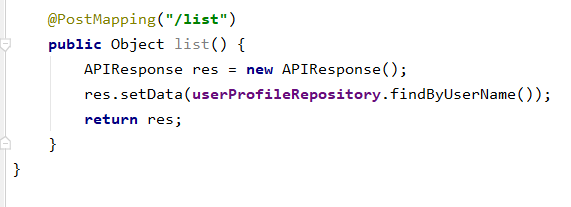 @PostMapping("/list")
public Object list() {
APIResponse res = new APIResponse();
res.setData(userProfileRepository.findByUserName());
return res;
}
}